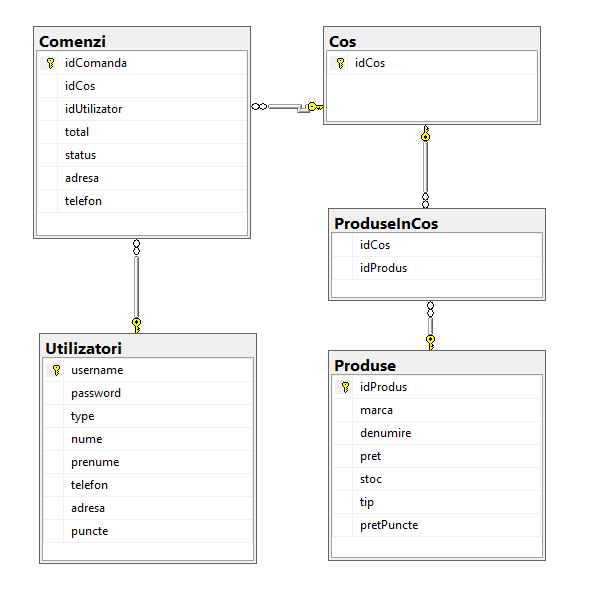 Comenzi
idComanda
idCos
idUtilizator
total
status
adresa
telefon
Cos
idCos
ProduseInCos
idCos
idProdus
Utilizatori
username
password
type
nume
prenume
telefon
adresa
puncte
Produse
idProdus
marca
denumire
pret
stoc
tip
pretPuncte